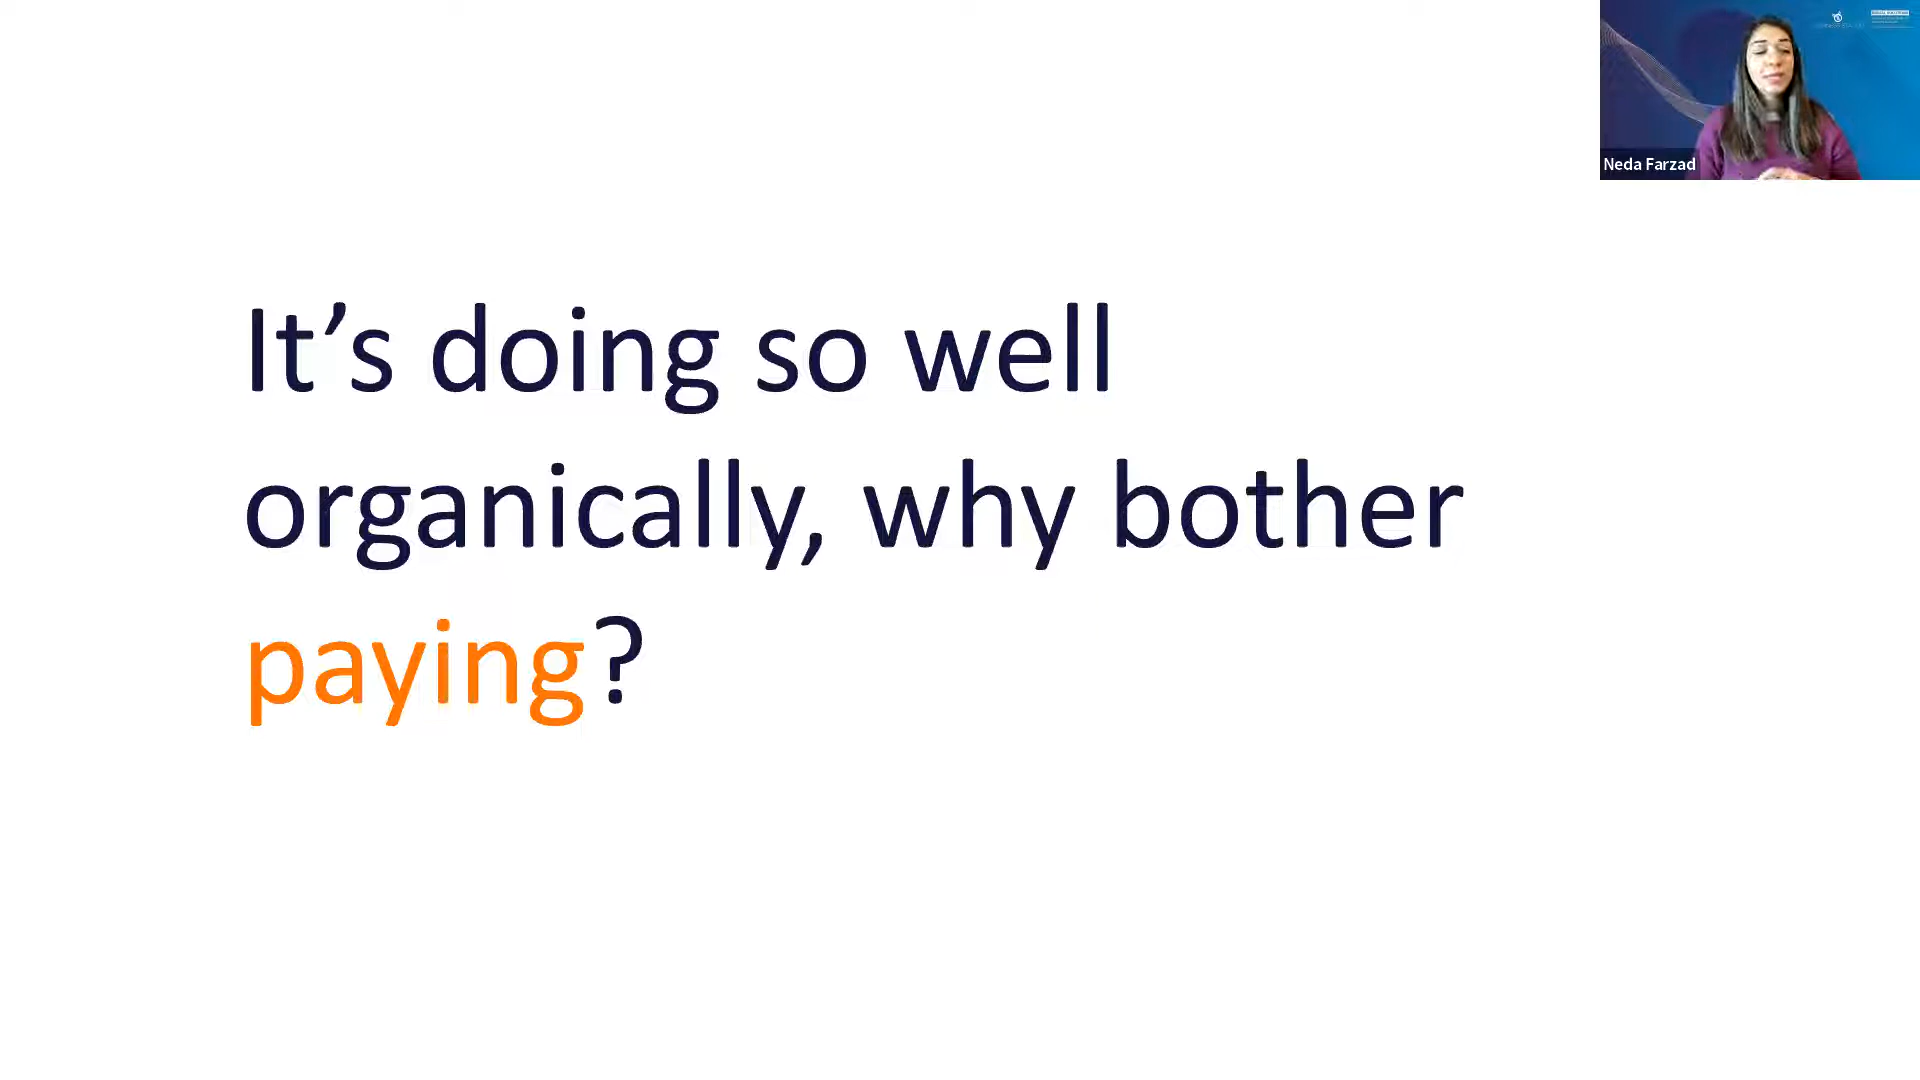 Neda Farzad
It’s doing so well
organically, why bother
paying?